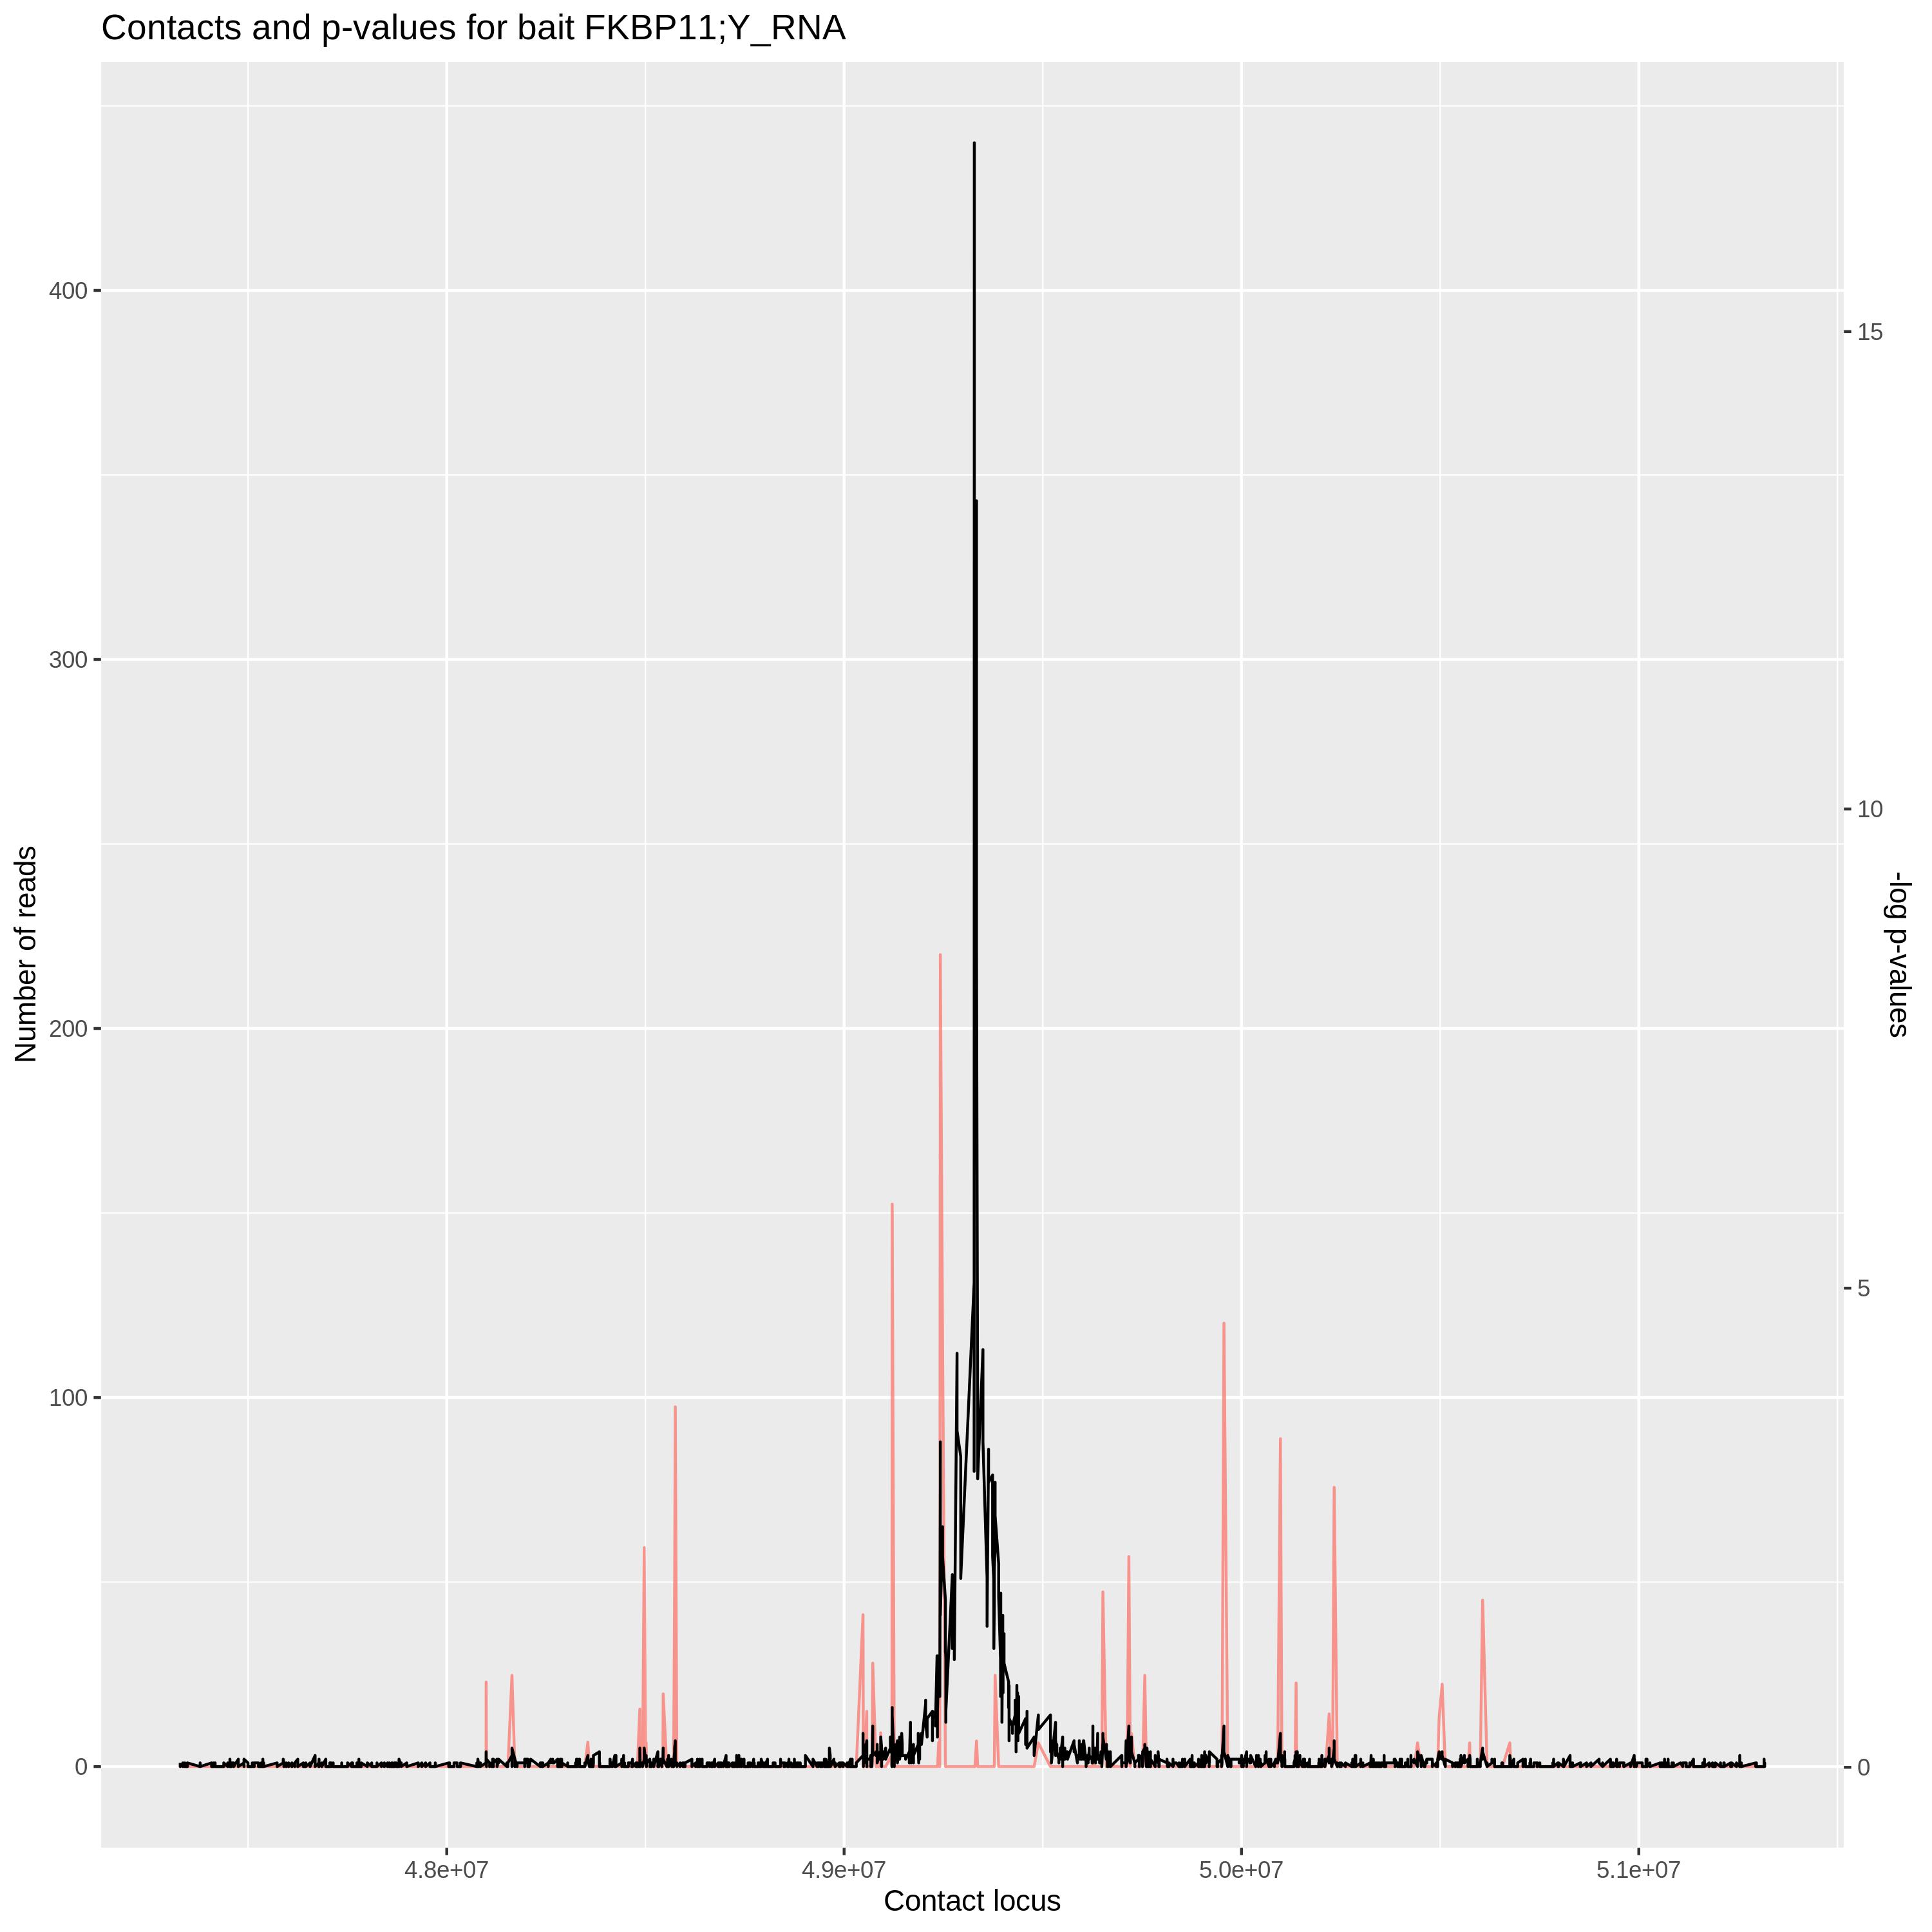 Contacts and p-values for bait FKBP11;Y_RNA
Number of reads
400
300
200
100
0
15
10
5
0
-log p-values
4.8e+07
4.9e+07
5.0e+07
5.1e+07
Contact locus